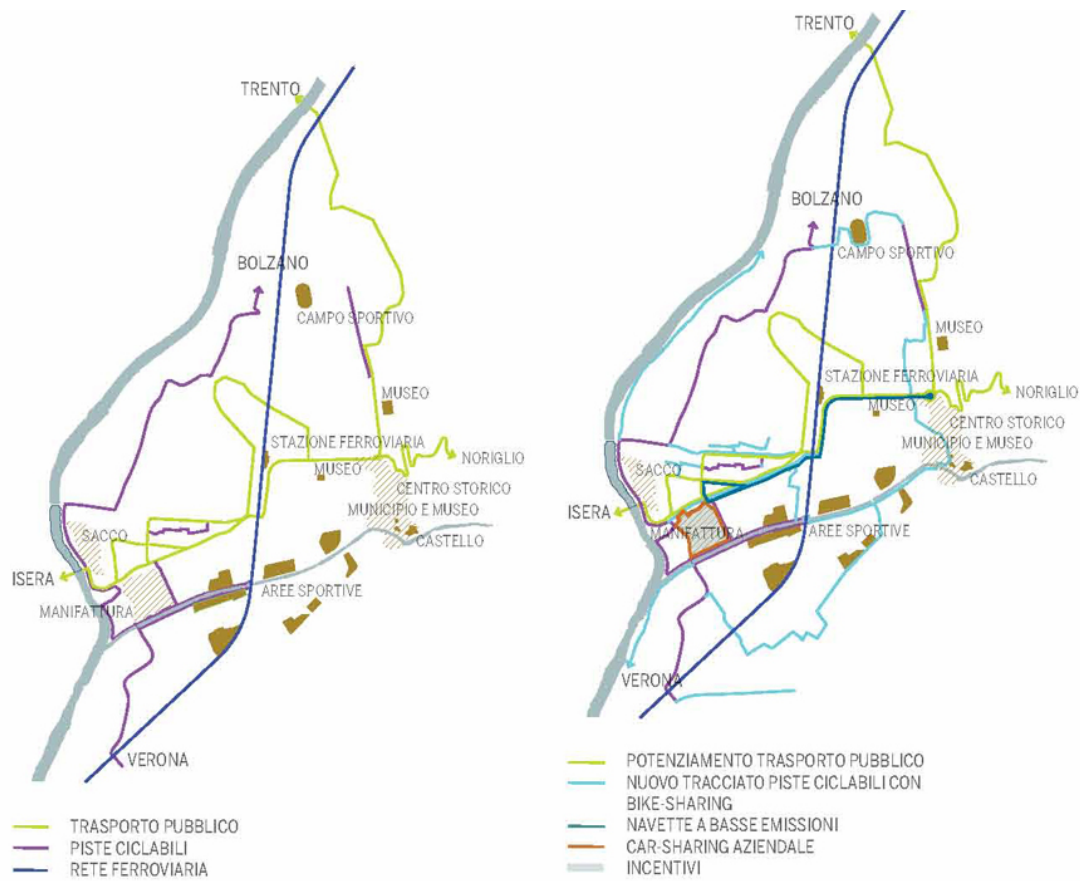 TRENTO
BOLZANO
CAMPO SPORTIVO
MUSEO
STAZIONE FERROVIARIA
MUSEO
NORIGLIO
CENTRO STORICO
MUNICIPIO E MUSEO
CASTELLO
SACCO
ISERA
AREE SPORTIVE
MANIFATTURA
VERONA
TRASPORTO PUBBLICO
PISTE CICLABILI
RETE FERROVIARIA
TRENTO
BOLZANO
CAMPO SPORTIVO
MUSEO
STAZIONE FERROVIARIA
MUSEO
NORIGLIO
CENTRO STORICO
MUNICIPIO E MUSEO
CASTELLO
SACCO
ISERA
MANIFATTURA
AREE SPORTIVE
VERONA
POTENZIAMENTO TRASPORTO PUBBLICO
NUOVO TRACCIATO PISTE CICLABILI CON
BIKE-SHARING
NAVETTE A BASSE EMISSIONI
CAR-SHARING AZIENDALE
INCENTIVI